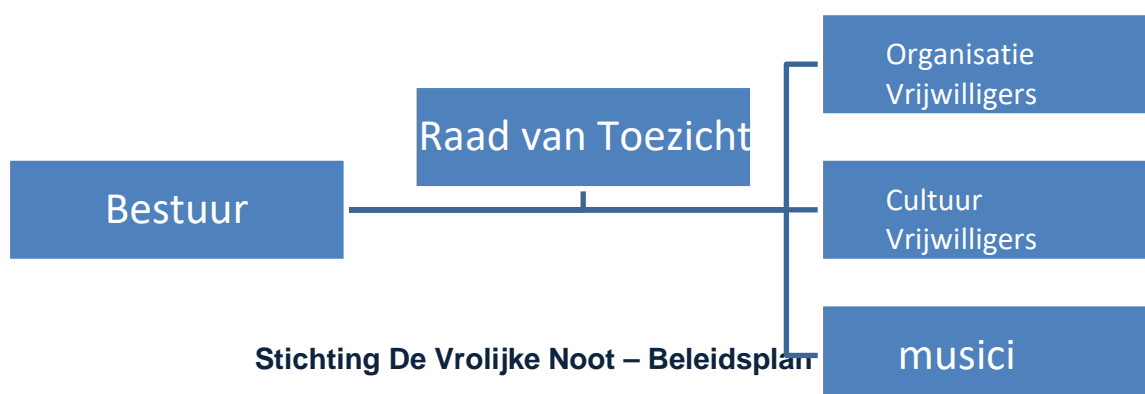 Organisatie
Vrijwilligers
Raad van Toezicht
Bestuur
Cultuur
Vrijwilligers
musici
Stichting De Vrolijke Noot – Beleidsplan